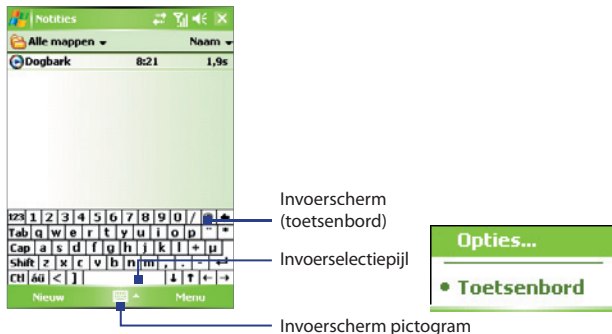 Notities
Alle mappen Naam
Dogbark 8:21 1,9s
123 1 2 3 4 5 6 7 8 9 0 /
Tab q w e r t y u i o p " *
Cap a s d f g h j k l + µ
Shift z x c v b n m , . -
Ctl áü < ]
Nieuw Menu
Invoerscherm
(toetsenbord)
Invoerselectiepijl
Invoerscherm pictogram
Opties...
Toetsenbord